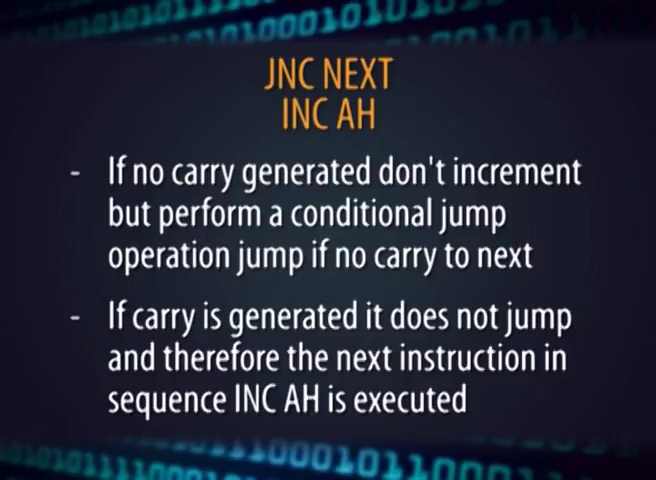 JNC NEXT
INC AH
- If no carry generated don't increment
but perform a conditional jump
operation jump if no carry to next
- If carry is generated it does not jump
and therefore the next instruction in
sequence INC AH is executed